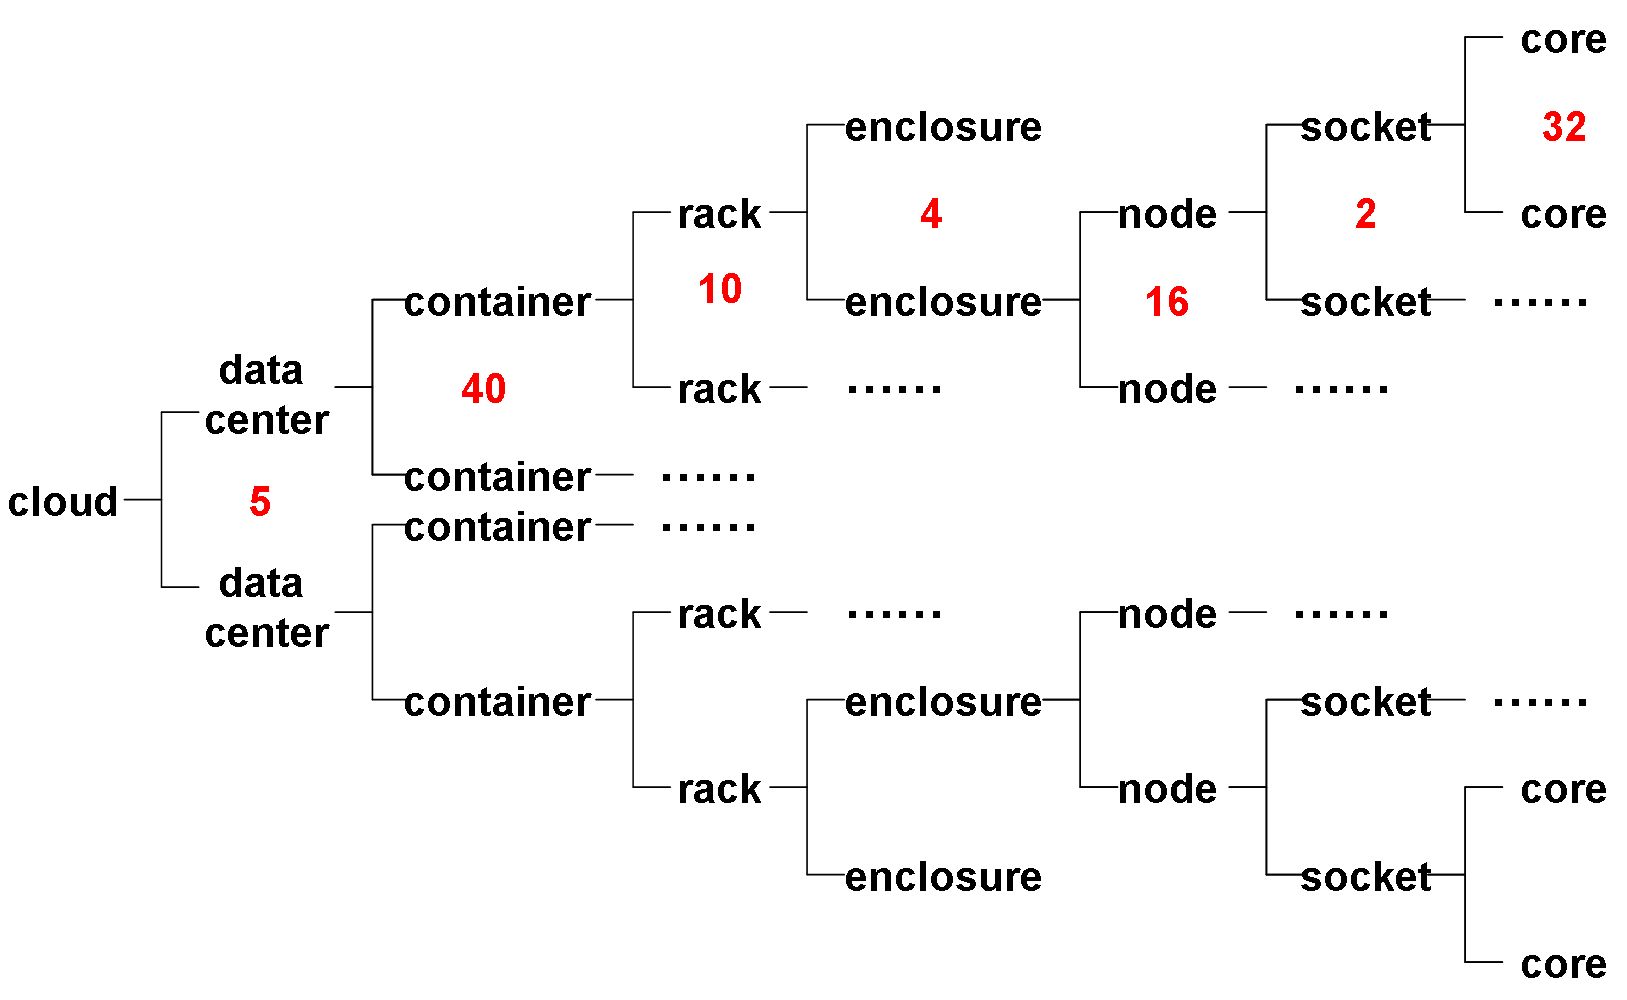 core
enclosure
socket
32
rack
4
node
2
core
10
container
enclosure
16
socket
......
data
center
40
rack
......
node
......
container
......
cloud
5
container
......
data
center
rack
......
node
......
container
enclosure
socket
......
rack
node
core
enclosure
socket
core